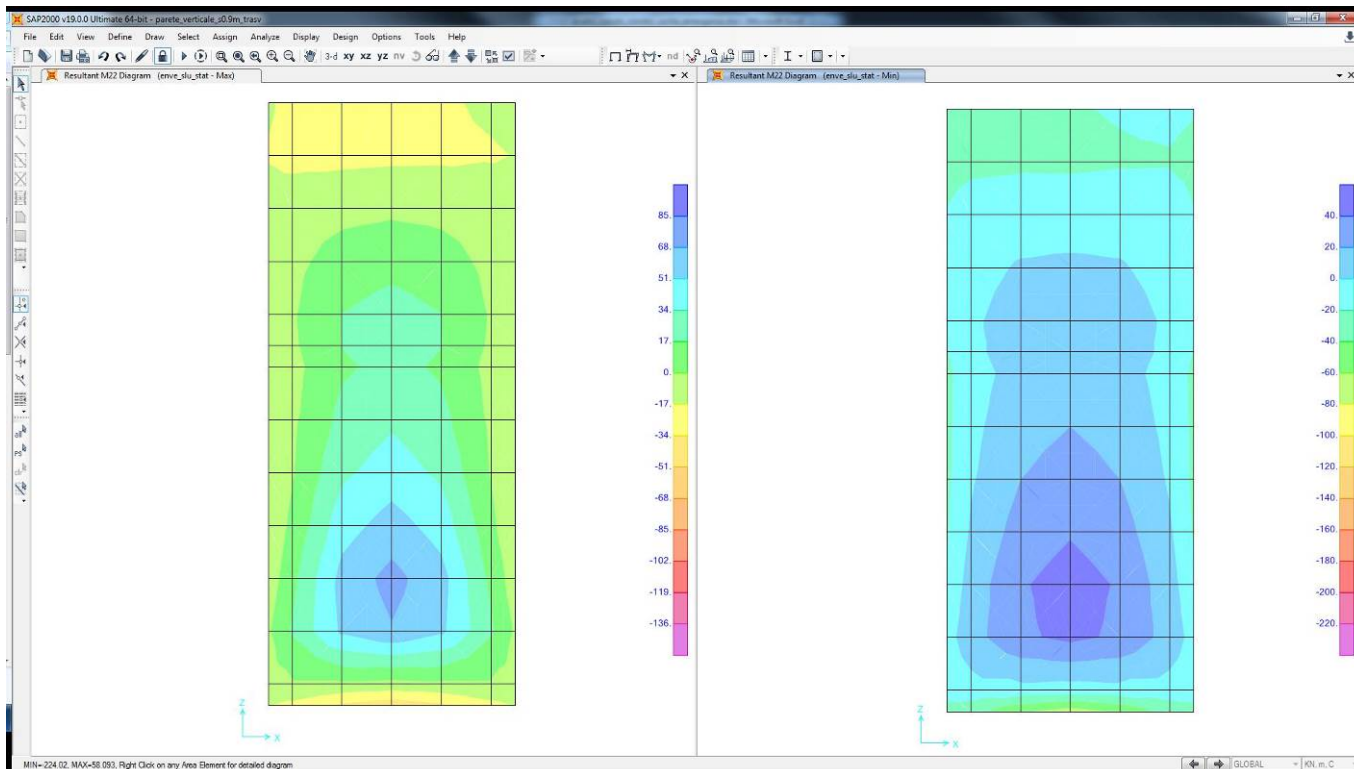 SAP2000 v19.0.0 Ultimate 64-bit - parete_verticale_s0.9m_trasv
File Edit View Define Draw Select Assign Analyze Display Design Options Tools Help
3-d xy xz yz nv nd
Resultant M22 Diagram (enve_slu_stat - Max)
Resultant M22 Diagram (enve_slu_stat - Min)
85.
68.
51.
34.
17.
0.
-17.
-34.
-51.
-68.
-85.
-102.
-119.
-136.
40.
20.
0.
-20.
-40.
-60.
-80.
-100.
-120.
-140.
-160.
-180.
-200.
-220.
Z
X
Z
X
MIN=-224.02, MAX=58.093, Right Click on any Area Element for detailed diagram
GLOBAL
KN, m, C